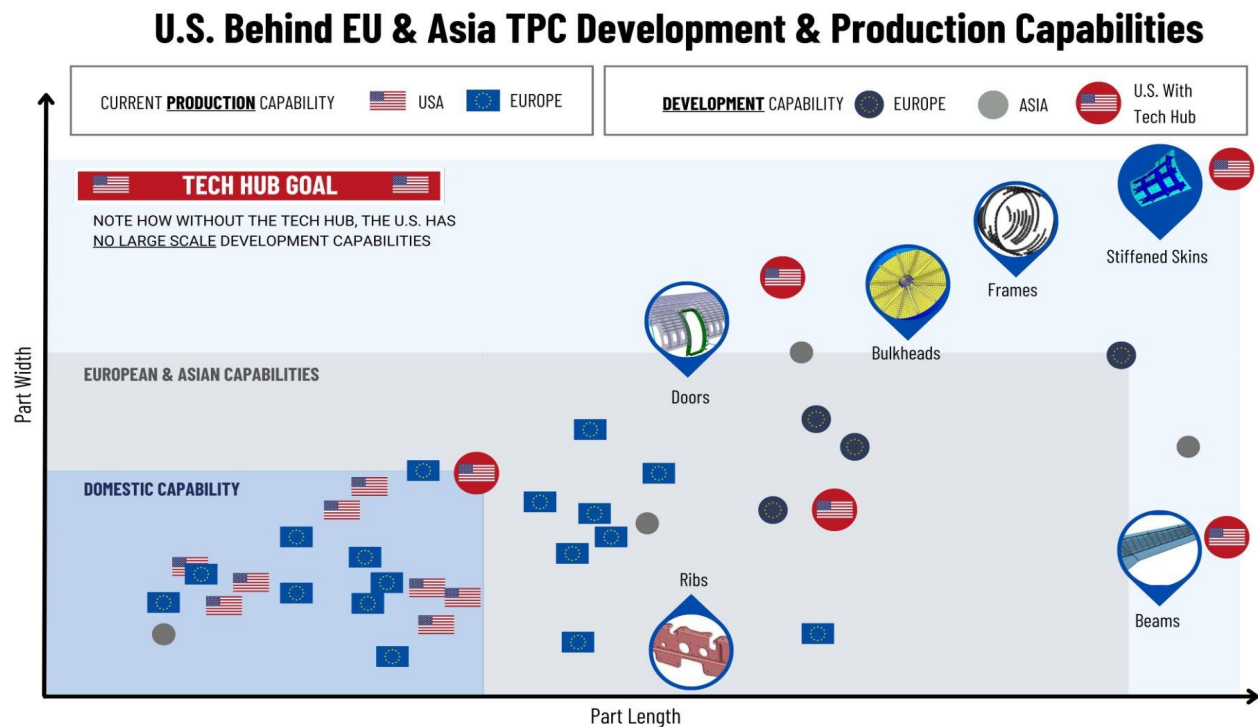 U.S. Behind EU & Asia TPC Development & Production Capabilities
CURRENT PRODUCTION CAPABILITY USA EUROPE
DEVELOPMENT CAPABILITY EUROPE ASIA U.S. With
Tech Hub
TECH HUB GOAL
NOTE HOW WITHOUT THE TECH HUB, THE U.S. HAS
NO LARGE SCALE DEVELOPMENT CAPABILITIES
Stiffened Skins
Frames
Bulkheads
Doors
EUROPEAN & ASIAN CAPABILITIES
DOMESTIC CAPABILITY
Ribs
Beams
Part Width
Part Length